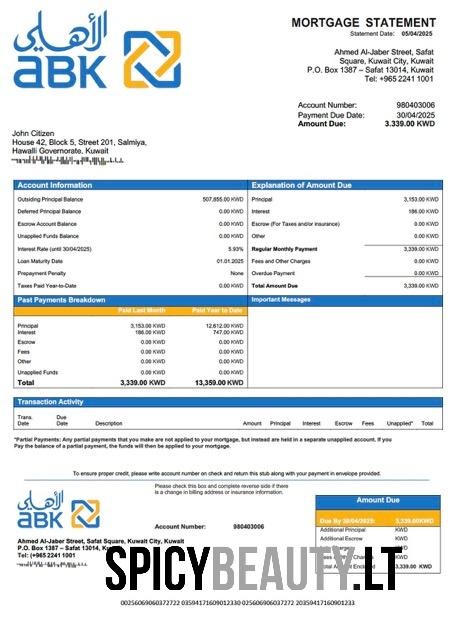 الأهلي
ABK
MORTGAGE STATEMENT
Statement Date: 05/04/2025
Ahmed Al-Jaber Street, Safat
Square, Kuwait City, Kuwait
P.O. Box 1387 – Safat 13014, Kuwait
Tel: +965 2241 1001
Account Number: 980403006
Payment Due Date: 30/04/2025
Amount Due: 3.339.00 KWD
John Citizen
House 42, Block 5, Street 201, Salmiya,
Hawalli Governorate, Kuwait
Account Information
Outsiding Principal Balance 507,655.00 KWD
Deferred Principal Balance 0.00 KWD
Escrow Account Balance 0.00 KWD
Unapplied Funds Balance 0.00 KWD
Interest Rate (until 30/04/2025) 5.93%
Loan Maturity Date 01.01.2025
Prepayment Penalty None
Taxes Paid Year-to-Date 0.00 KWD
Explanation of Amount Due
Principal 3,153.00 KWD
Interest 186.00 KWD
Escrow (For Taxes and/or insurance) 0.00 KWD
Other 0.00 KWD
Regular Monthly Payment 3,339.00 KWD
Fees and Other Charges 0.00 KWD
Overdue Payment 0.00 KWD
Total Amount Due 3,339.00 KWD
Past Payments Breakdown
Paid Last Month Paid Year to Date
Principal 3,153.00 KWD 12,612.00 KWD
Interest 186.00 KWD 747.00 KWD
Escrow 0.00 KWD 0.00 KWD
Fees 0.00 KWD 0.00 KWD
Other 0.00 KWD 0.00 KWD
Unapplied Funds 0.00 KWD 0.00 KWD
Total 3,339.00 KWD 13,359.00 KWD
Important Messages
Transaction Activity
Trans. Date Due Date Description Amount Principal Interest Escrow Fees Unapplied* Total
*Partial Payments: Any partial payments that you make are not applied to your mortgage, but instead are held in a separate unapplied account. If you
Pay the balance of a partial payment, the funds will then be applied to your mortgage.
To ensure proper credit, please write account number on check and return this stub along with your payment in envelope provided.
Please check this box and complete reverse side if there
is a change in billing address or insurance information.
الأهلي
ABK
Account Number: 980403006
Ahmed Al-Jaber Street, Safat Square, Kuwait City, Kuwait
P.O. Box 1387 – Safat 13014, Kuwait
Tel: (+965 2241 1001
Amount Due
Due By 30/04/2025: 3,339.00KWD
Additional Principal KWD
Additional Escrow KWD
KWD
KWD
Total Amount Enclosed 3,339.00 KWD
SPICYBEAUTY.LT